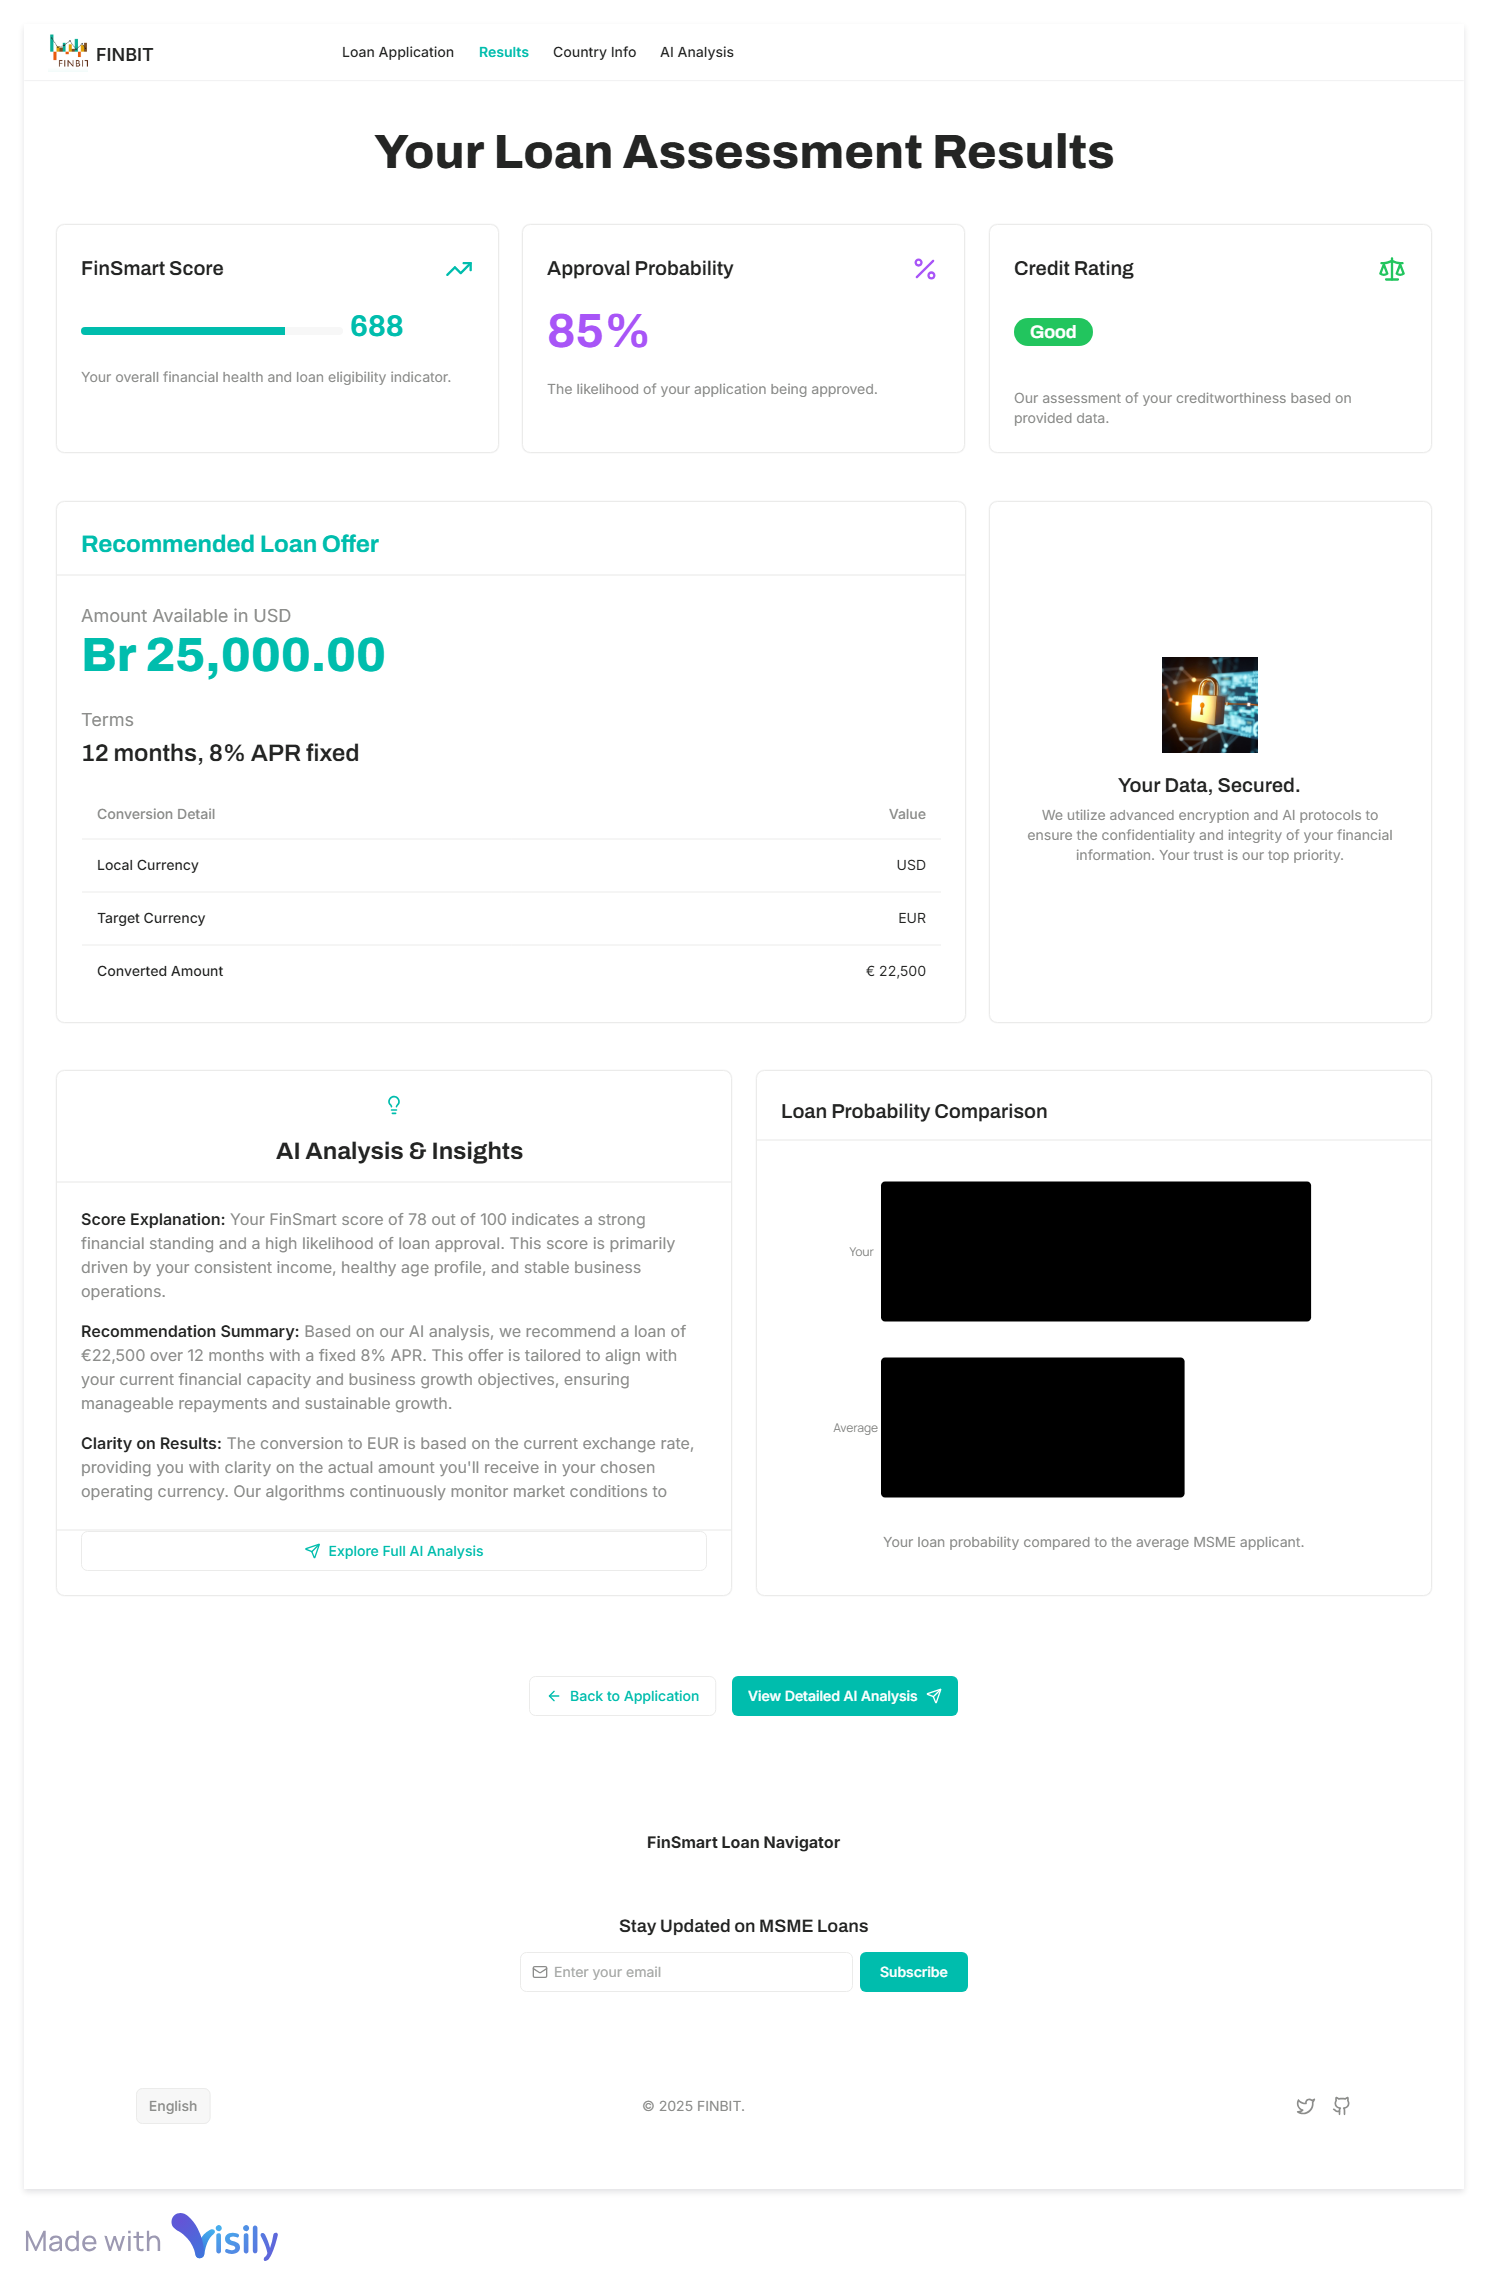 FINBIT
FINBIT
Loan Application
Results
Country Info
AI Analysis
Your Loan Assessment Results
FinSmart Score
688
Your overall financial health and loan eligibility indicator.
Approval Probability
85%
The likelihood of your application being approved.
Credit Rating
Good
Our assessment of your creditworthiness based on
provided data.
Recommended Loan Offer
Amount Available in USD
Br 25,000.00
Terms
12 months, 8% APR fixed
Conversion Detail Value
Local Currency USD
Target Currency EUR
Converted Amount € 22,500
Your Data, Secured.
We utilize advanced encryption and AI protocols to
ensure the confidentiality and integrity of your financial
information. Your trust is our top priority.
AI Analysis & Insights
Score Explanation: Your FinSmart score of 78 out of 100 indicates a strong
financial standing and a high likelihood of loan approval. This score is primarily
driven by your consistent income, healthy age profile, and stable business
operations.
Recommendation Summary: Based on our AI analysis, we recommend a loan of
€22,500 over 12 months with a fixed 8% APR. This offer is tailored to align with
your current financial capacity and business growth objectives, ensuring
manageable repayments and sustainable growth.
Clarity on Results: The conversion to EUR is based on the current exchange rate,
providing you with clarity on the actual amount you'll receive in your chosen
operating currency. Our algorithms continuously monitor market conditions to
Explore Full AI Analysis
Loan Probability Comparison
Your
Average
Your loan probability compared to the average MSME applicant.
Back to Application
View Detailed AI Analysis
FinSmart Loan Navigator
Stay Updated on MSME Loans
Enter your email
Subscribe
English
© 2025 FINBIT.
Made with Visily